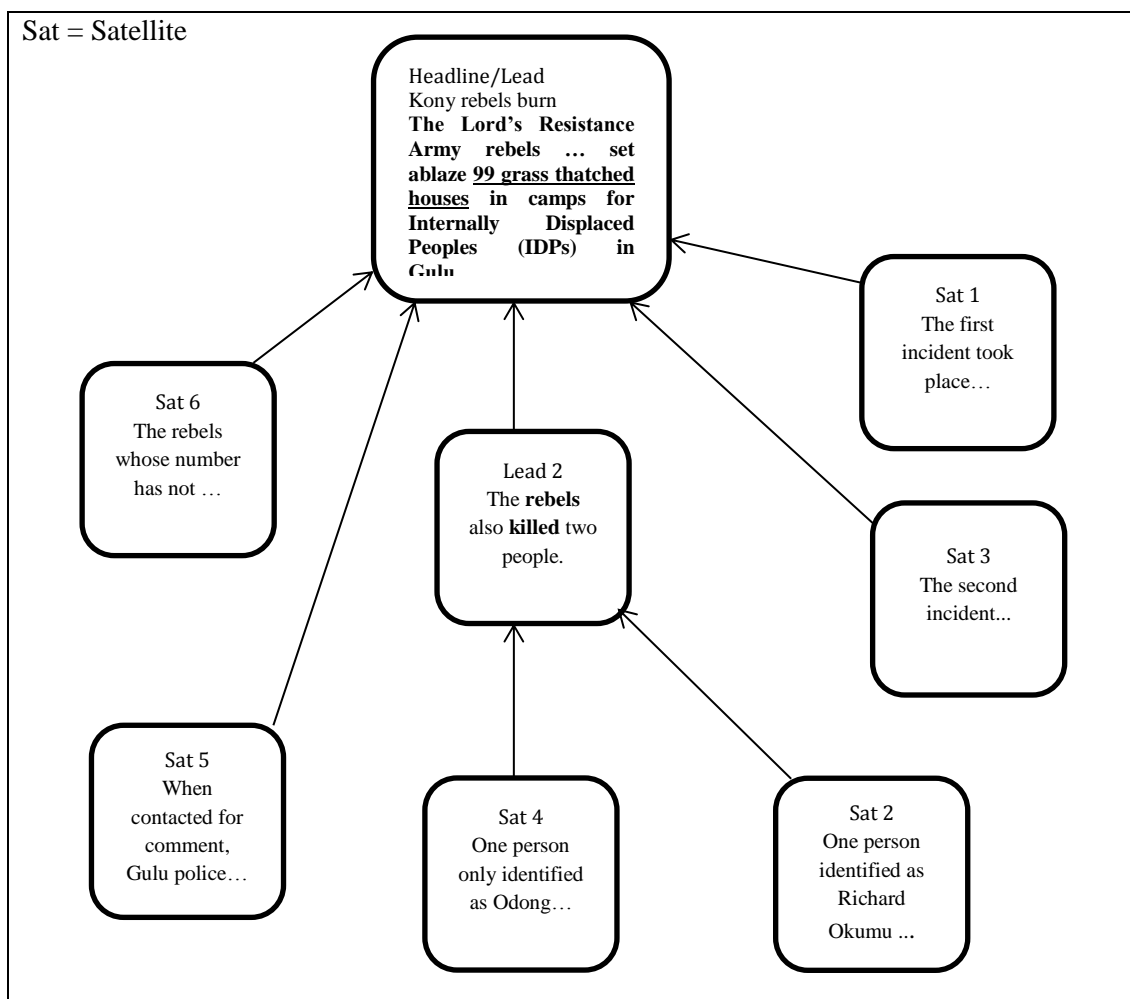 Sat = Satellite
Headline/Lead
Kony rebels burn
The Lord's Resistance
Army rebels … set
ablaze 99 grass thatched
houses in camps for
Internally Displaced
Peoples (IDPs) in
Gulu
Sat 1
The first
incident took
place…
Sat 6
The rebels
whose number
has not …
Lead 2
The rebels
also killed two
people.
Sat 3
The second
incident...
Sat 5
When
contacted for
comment,
Gulu police…
Sat 4
One person
only identified
as Odong…
Sat 2
One person
identified as
Richard
Okumu ...